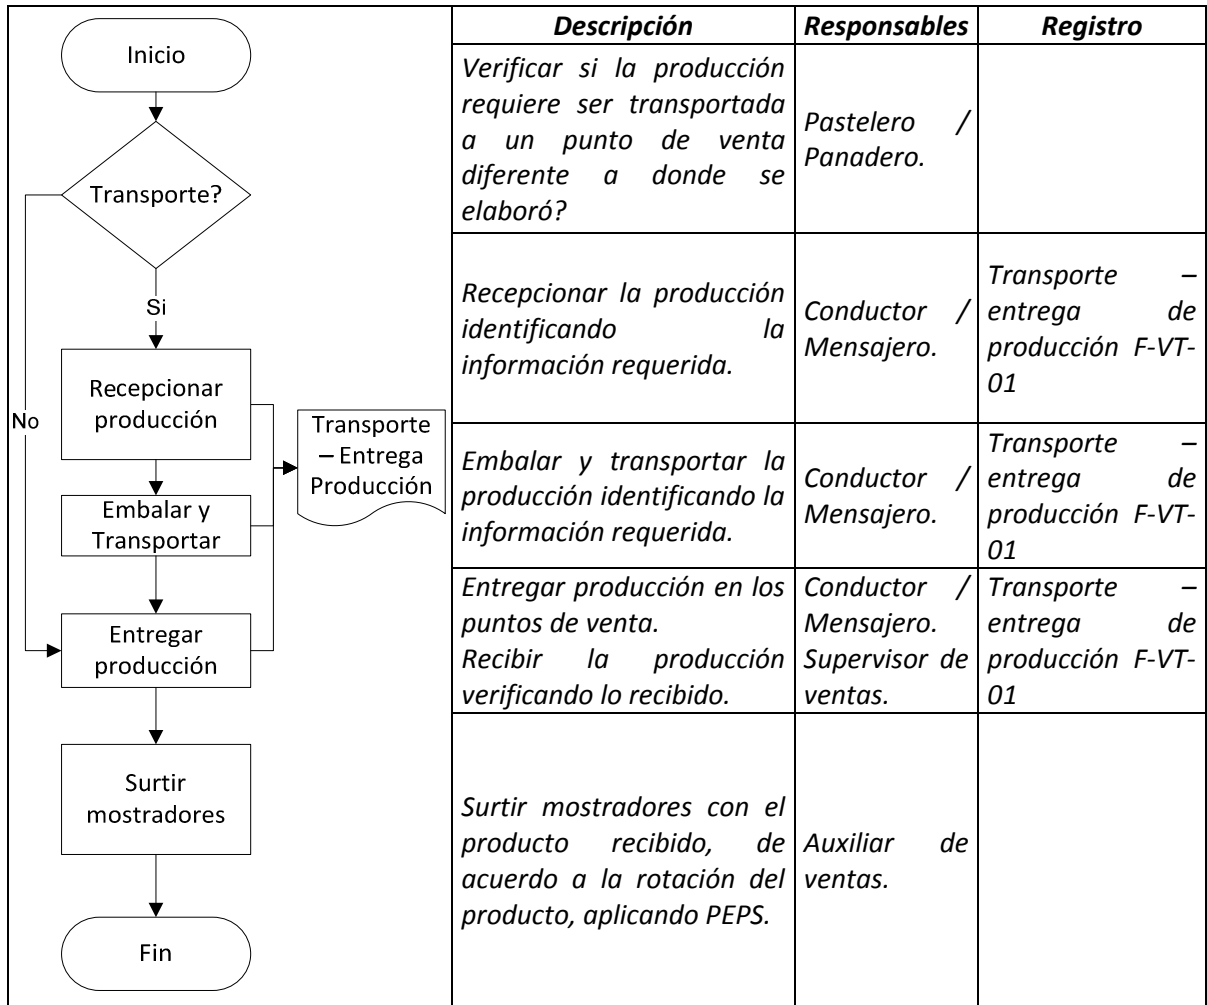 Inicio
Transporte?
Si
No
Recepcionar
producción
Transporte
– Entrega
Producción
Embalar y
Transportar
Entregar
producción
Surtir
mostradores
Fin
Descripción
Responsables
Registro
Verificar si la producción
requiere ser transportada
a un punto de venta
diferente a donde se
elaboró?
Pastelero /
Panadero.
Recepcionar la producción
identificando la
información requerida.
Conductor /
Mensajero.
Transporte –
entrega de
producción F-VT-
01
Embalar y transportar la
producción identificando la
información requerida.
Conductor /
Mensajero.
Transporte –
entrega de
producción F-VT-
01
Entregar producción en los
puntos de venta.
Recibir la producción
verificando lo recibido.
Conductor /
Mensajero.
Supervisor de
ventas.
Transporte –
entrega de
producción F-VT-
01
Surtir mostradores con el
producto recibido, de
acuerdo a la rotación del
producto, aplicando PEPS.
Auxiliar de
ventas.